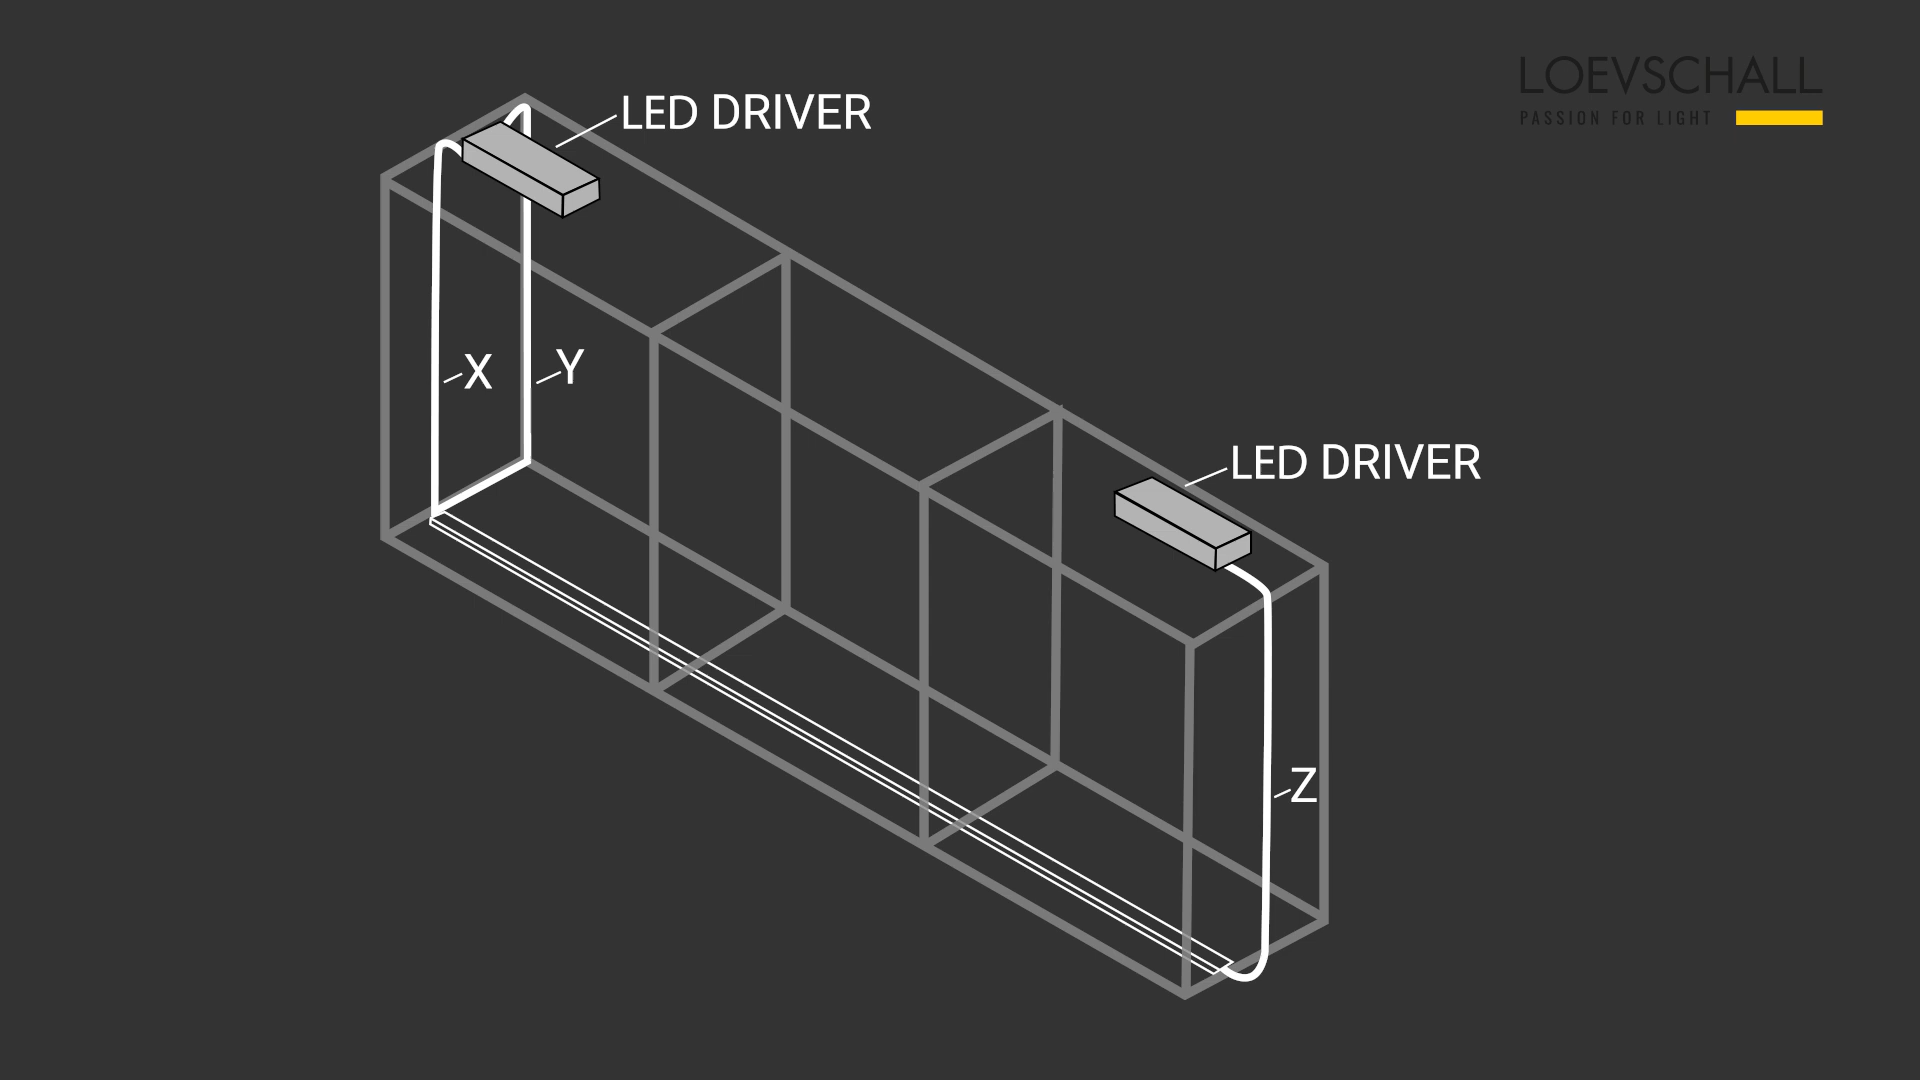 LOEVSCHALL
PASSION FOR LIGHT
LED DRIVER
X
Y
LED DRIVER
Z